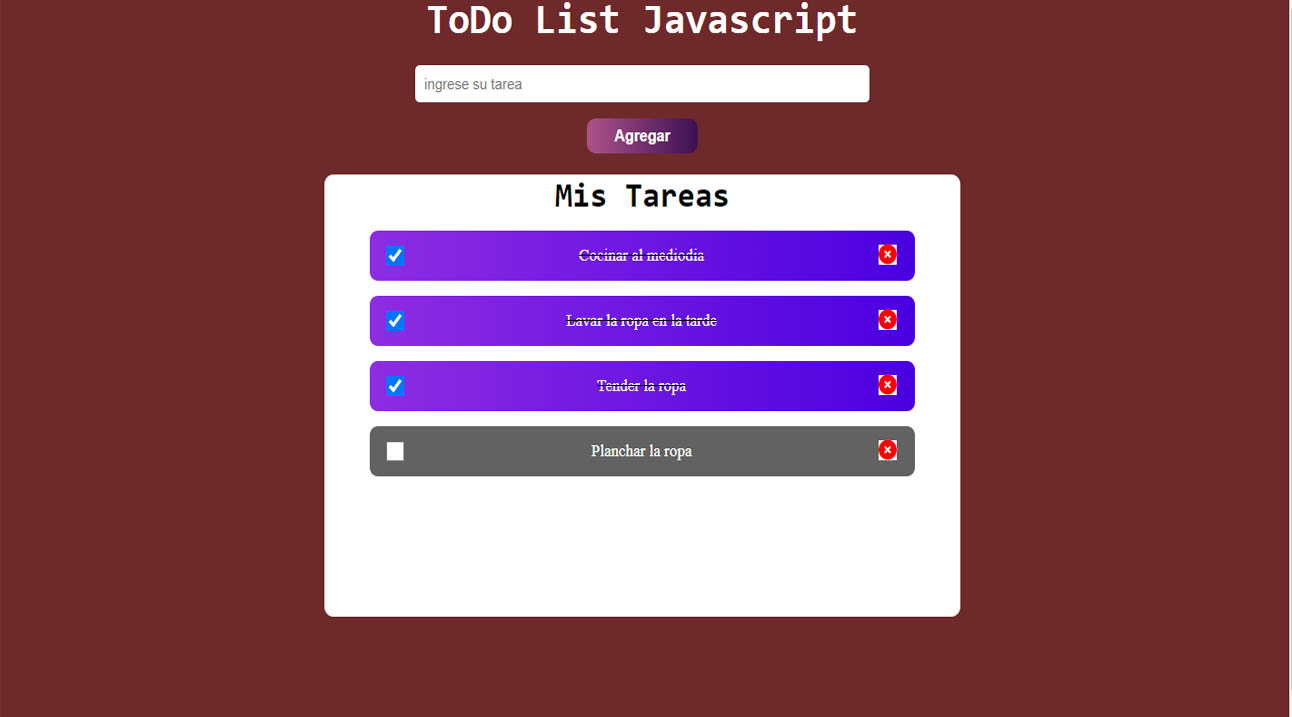 ToDo List Javascript
ingrese su tarea
Agregar
Mis Tareas
Cocinar al mediodia
Lavar la ropa en la tarde
Tender la ropa
Planchar la ropa